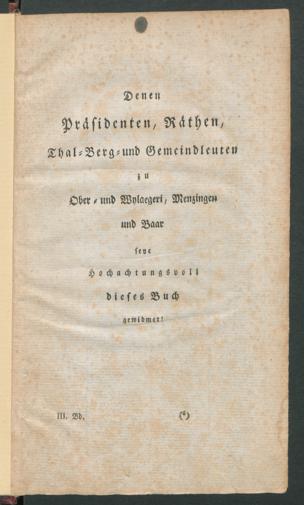 Denen
Präsidenten, Räthen,
Thal-Berg-und Gemeindleuten
zu
Ober- und Wylaegeri, Menzingen
und Baar
seye
Hochachtungsvoll
dieses Buch
gewidmet!
III. Bd. (*)